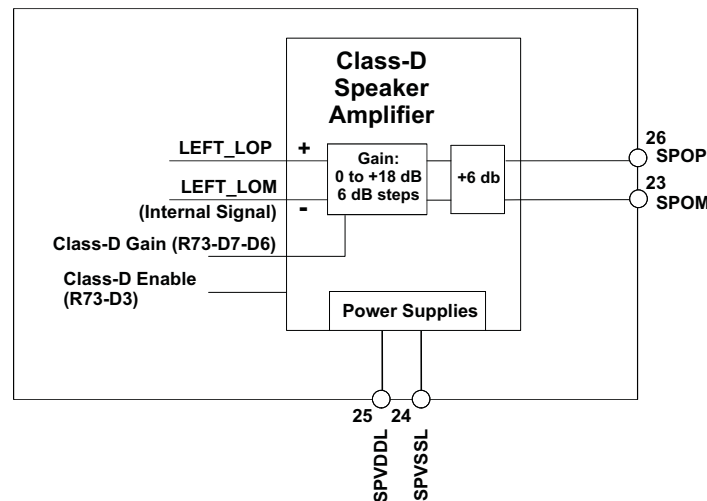 Class-D
Speaker
Amplifier
LEFT_LOP
+
Gain:
0 to +18 dB
6 dB steps
+6 db
26
SPOP
LEFT_LOM
-
(Internal Signal)
23
SPOM
Class-D Gain (R73-D7-D6)
Class-D Enable
(R73-D3)
Power Supplies
25
24
SPVDDL
SPVSSL